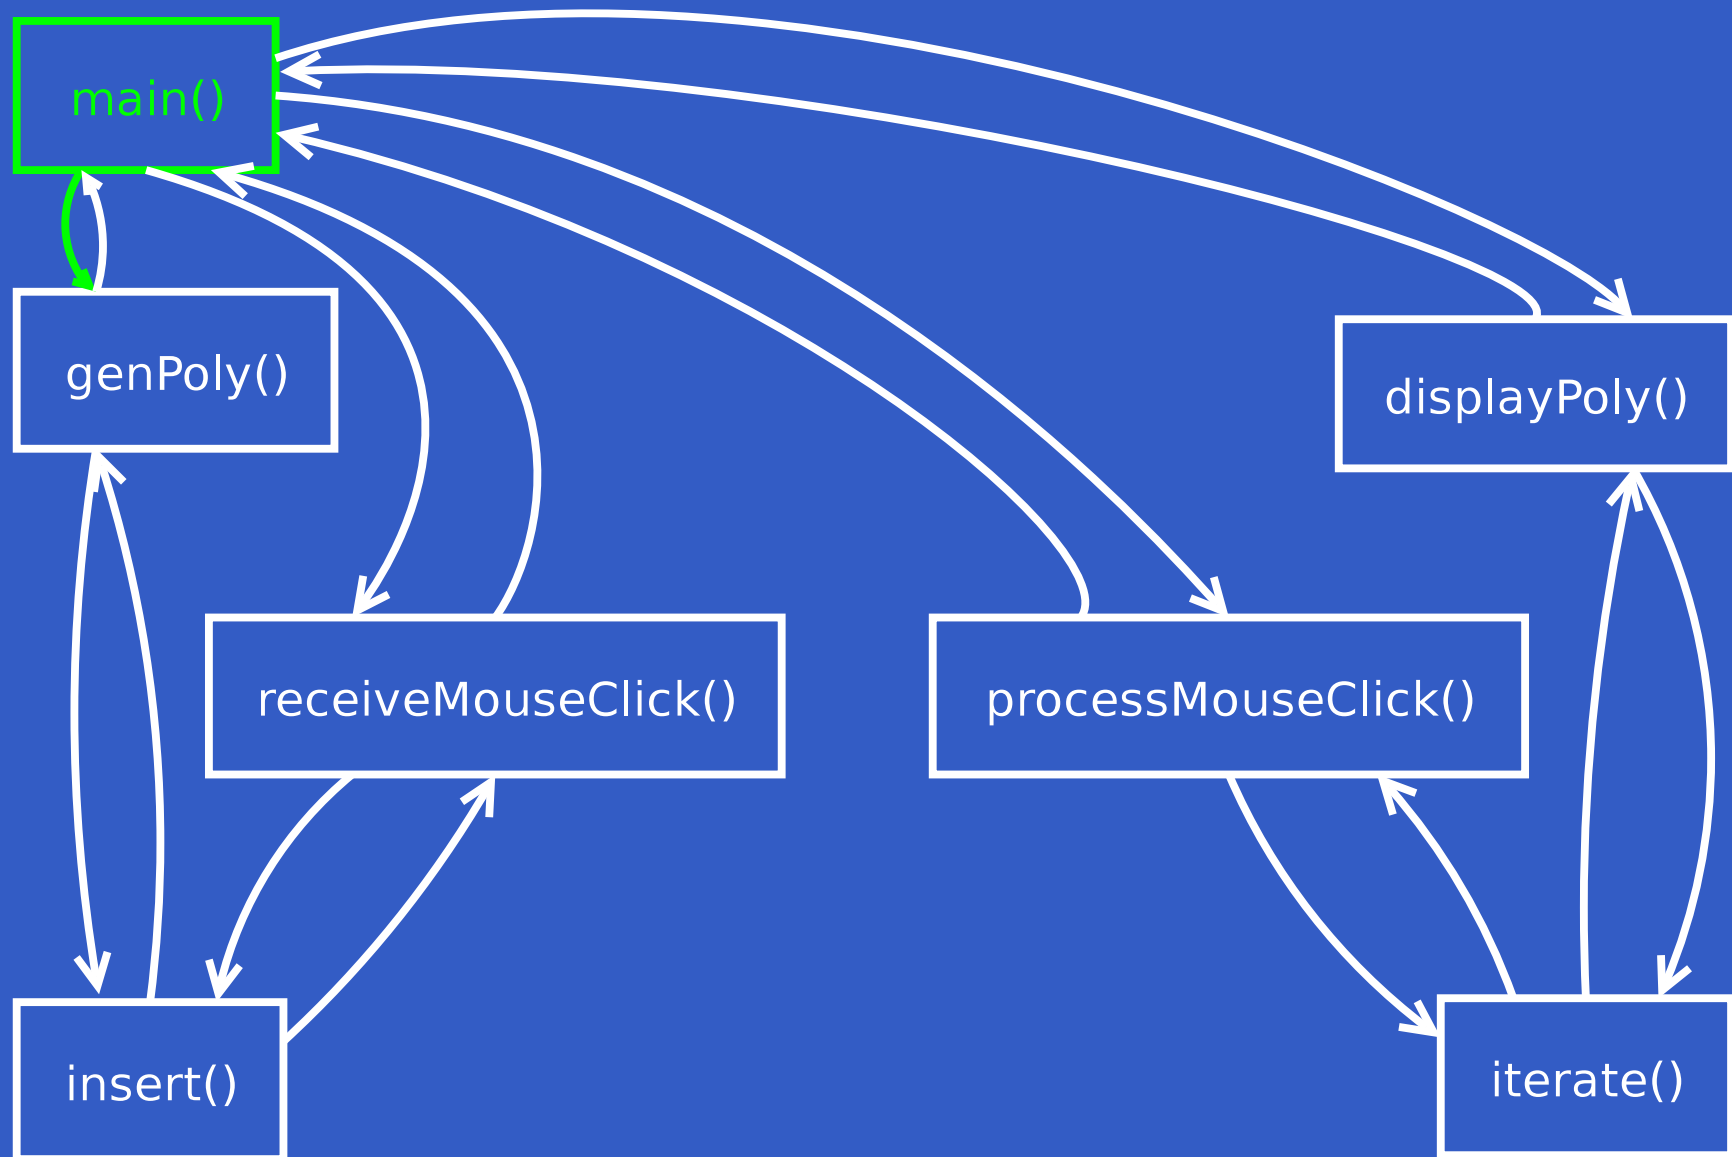 main()
genPoly()
displayPoly()
receiveMouseClick()
processMouseClick()
insert()
iterate()